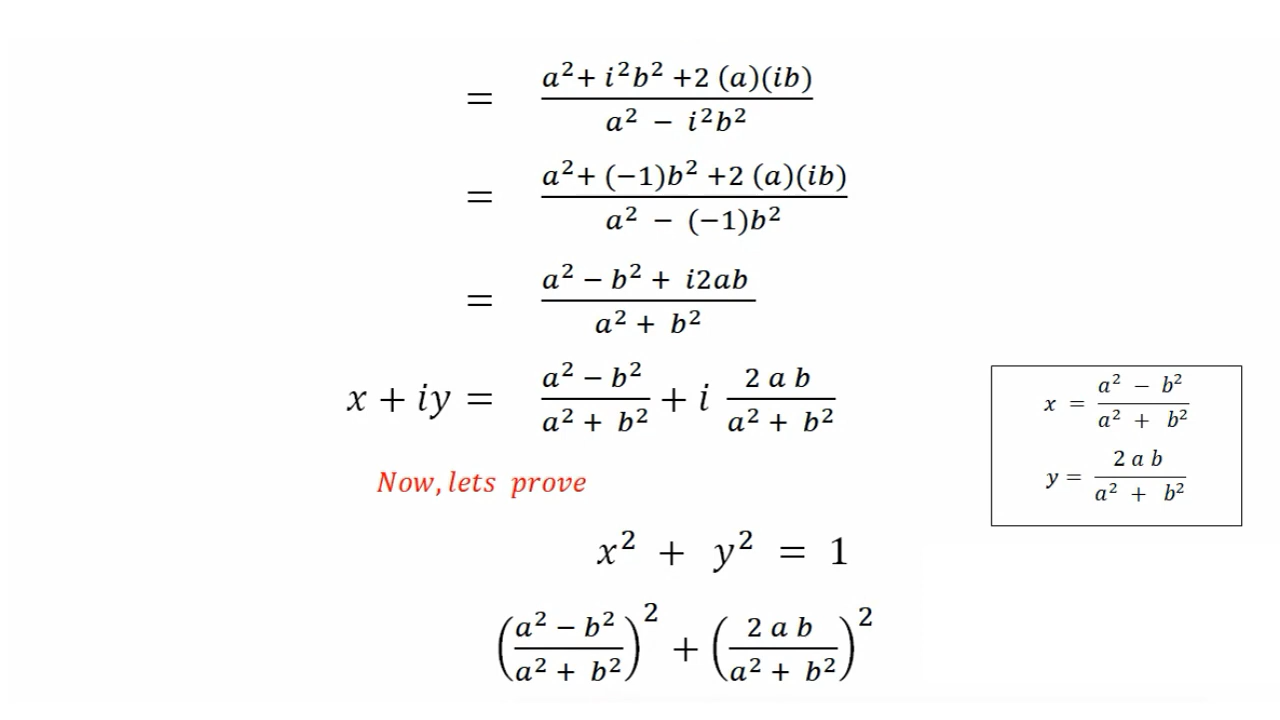 = (a² + i²b² + 2 (a)(ib)) / (a² − i²b²)
= (a² + (−1)b² + 2 (a)(ib)) / (a² − (−1)b²)
= (a² − b² + i2ab) / (a² + b²)
x + iy = (a² − b²) / (a² + b²) + i (2 a b) / (a² + b²)
x = (a² − b²) / (a² + b²)
y = (2 a b) / (a² + b²)
Now, lets prove
x² + y² = 1
((a² − b²) / (a² + b²))² + ((2 a b) / (a² + b²))²